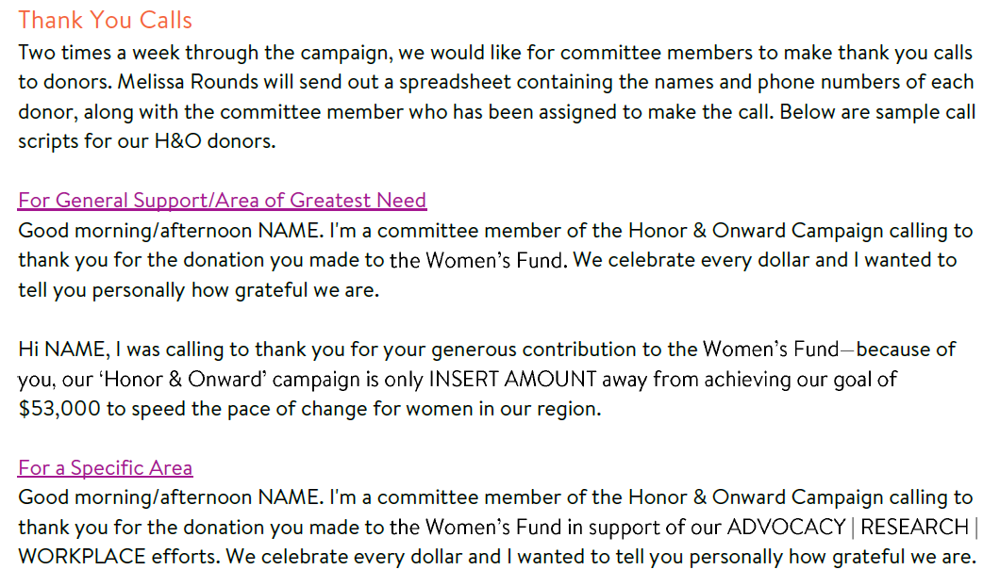 Thank You Calls
Two times a week through the campaign, we would like for committee members to make thank you calls
to donors. Melissa Rounds will send out a spreadsheet containing the names and phone numbers of each
donor, along with the committee member who has been assigned to make the call. Below are sample call
scripts for our H&O donors.
For General Support/Area of Greatest Need
Good morning/afternoon NAME. I'm a committee member of the Honor & Onward Campaign calling to
thank you for the donation you made to the Women’s Fund. We celebrate every dollar and I wanted to
tell you personally how grateful we are.
Hi NAME, I was calling to thank you for your generous contribution to the Women’s Fund—because of
you, our ‘Honor & Onward’ campaign is only INSERT AMOUNT away from achieving our goal of
$53,000 to speed the pace of change for women in our region.
For a Specific Area
Good morning/afternoon NAME. I'm a committee member of the Honor & Onward Campaign calling to
thank you for the donation you made to the Women’s Fund in support of our ADVOCACY | RESEARCH |
WORKPLACE efforts. We celebrate every dollar and I wanted to tell you personally how grateful we are.